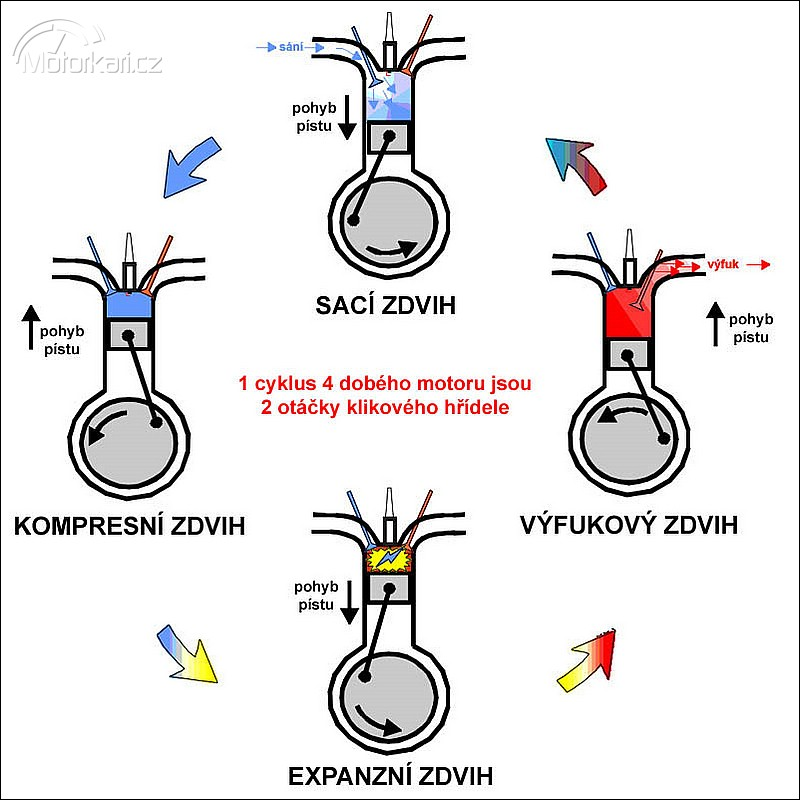 Motorkari.cz
sání
pohyb
pístu
SACÍ ZDVIH
pohyb
pístu
KOMPRESNÍ ZDVIH
1 cyklus 4 dobého motoru jsou
2 otáčky klikového hřídele
výfuk
pohyb
pístu
VÝFUKOVÝ ZDVIH
pohyb
pístu
EXPANZNÍ ZDVIH